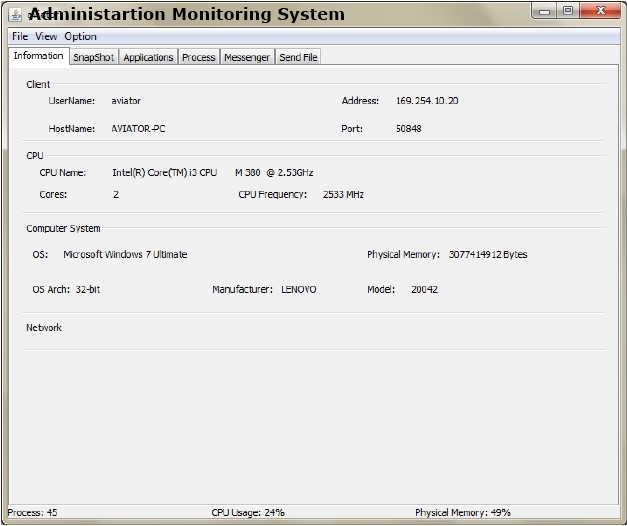 Administartion Monitoring System
File View Option
Information SnapShot Applications Process Messenger Send File
Client
UserName: aviator Address: 169.254.10.20
HostName: AVIATOR-PC Port: 50848
CPU
CPU Name: Intel(R) Core(TM) i3 CPU M 380 @ 2.53GHz
Cores: 2 CPU Frequency: 2533 MHz
Computer System
OS: Microsoft Windows 7 Ultimate Physical Memory: 3077414912 Bytes
OS Arch: 32-bit Manufacturer: LENOVO Model: 20042
Network
Process: 45 CPU Usage: 24% Physical Memory: 49%